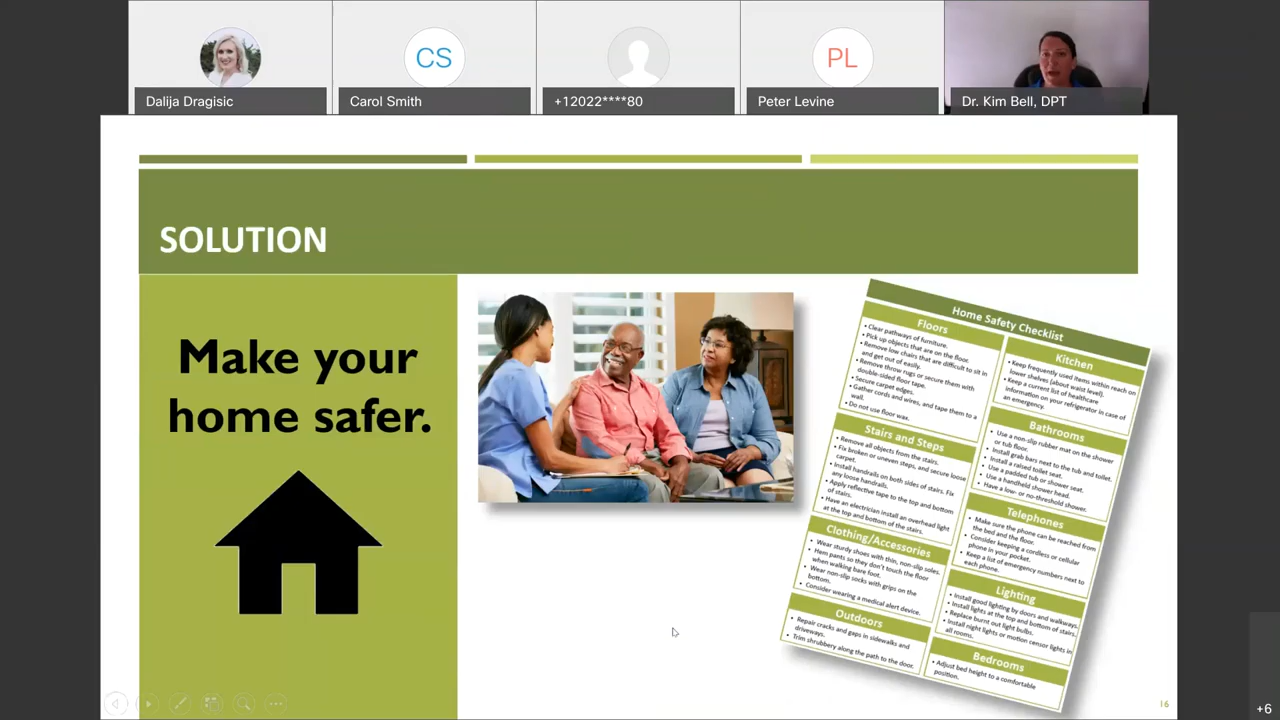 Dalija Dragisic
CS
Carol Smith
+12022****80
PL
Peter Levine
Dr. Kim Bell, DPT
SOLUTION
Make your
home safer.
Home Safety Checklist
Floors
• Clear pathways of furniture.
• Pick up objects that are on the floor.
• Remove low chairs that are difficult to sit in
and get out of easily.
• Remove throw rugs or secure them with
double-sided floor tape.
• Secure carpet edges.
• Gather cords and wires, and tape them to a
wall.
• Do not use floor wax.
Stairs and Steps
• Remove all objects from the stairs.
• Fix broken or uneven steps, and secure loose
carpet.
• Install handrails on both sides of stairs. Fix
any loose handrails.
• Apply reflective tape to the top and bottom
of stairs.
• Have an electrician install an overhead light
at the top and bottom of the stairs.
Clothing/Accessories
• Wear sturdy shoes with thin, non-slip soles.
• Hem pants so they don't touch the floor
when walking bare foot.
• Wear non-slip socks with grips on the
bottom.
• Consider wearing a medical alert device.
Outdoors
• Repair cracks and gaps in sidewalks and
driveways.
• Trim shrubbery along the path to the door.
Kitchen
• Keep frequently used items within reach on
lower shelves (about waist level).
• Keep a current list of healthcare
information on your refrigerator in case of
an emergency.
Bathrooms
• Use a non-slip rubber mat on the shower
or tub floor.
• Install grab bars next to the tub and toilet.
• Install a raised toilet seat.
• Use a padded tub or shower seat.
• Use a handheld shower head.
• Have a low- or no-threshold shower.
Telephones
• Make sure the phone can be reached from
the bed and the floor.
• Consider keeping a cordless or cellular
phone in your pocket.
• Keep a list of emergency numbers next to
each phone.
Lighting
• Install good lighting by doors and walkways.
• Install lights at the top and bottom of stairs.
• Replace burnt out light bulbs.
• Install night lights or motion censor lights in
all rooms.
Bedrooms
• Adjust bed height to a comfortable
position.
16
+6